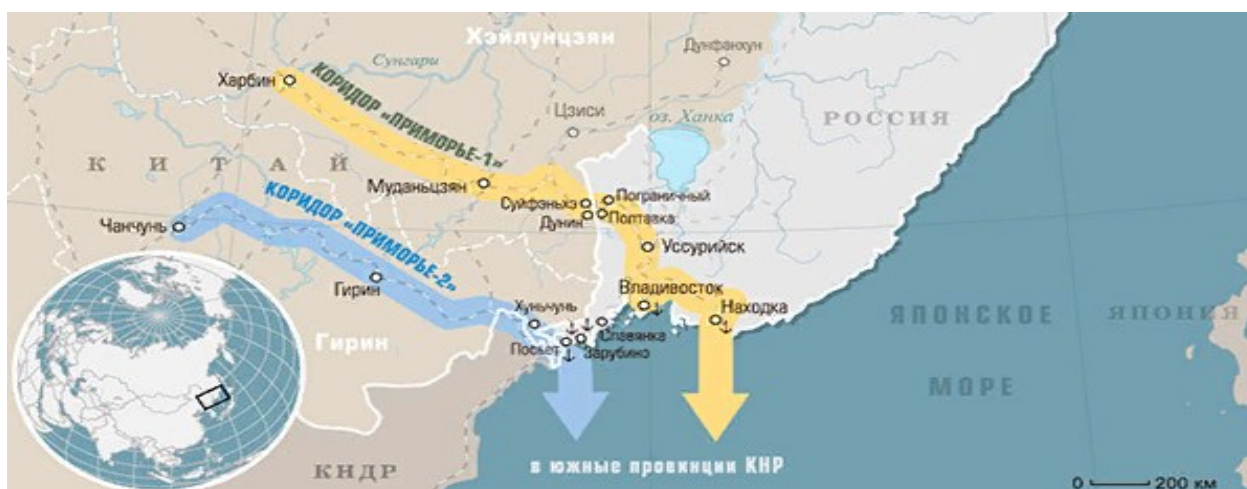 Хэйлунцзян
Дунфанхун
Сунгари
Харбин
КОРИДОР «ПРИМОРЬЕ-1»
Цзиси
оз. Ханка
РОССИЯ
КИТАЙ
Муданьцзян
Пограничный
Суйфэньхэ
Дунин
Полтавка
КОРИДОР «ПРИМОРЬЕ-2»
Чанчунь
Уссурийск
Гирин
Владивосток
Находка
Хуньчунь
Славянка
Посьет
Зарубино
Гирин
ЯПОНСКОЕ
МОРЕ
ЯПОНИЯ
КНДР
в южные провинции КНР
0 200 км